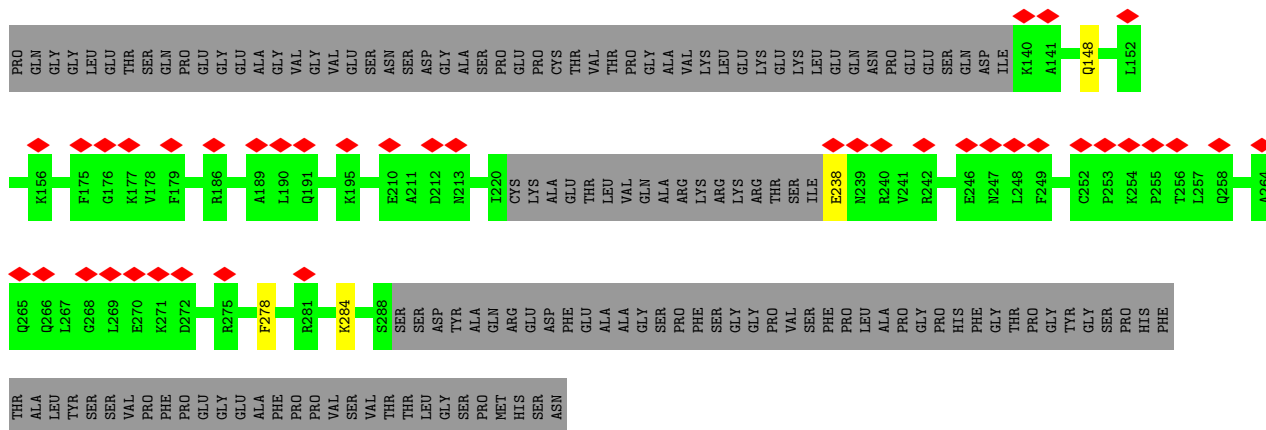 PRO GLN GLY GLY LEU GLU THR SER GLN PRO GLU GLY GLU ALA GLY VAL GLY VAL GLU SER ASN SER ASP GLY ALA SER PRO GLU PRO CYS THR VAL THR PRO GLY ALA VAL LYS LEU GLU LYS GLU LYS LEU GLU GLN ASN PRO GLU GLU SER GLN ASP ILE K140 A141 Q148 L152
K156 F175 G176 K177 V178 F179 R186 A189 L190 Q191 K195 E210 A211 D212 N213 I220 CYS LYS ALA GLU THR LEU VAL GLN ALA ARG LYS ARG LYS ARG THR SER ILE E238 N239 R240 V241 R242 E246 N247 L248 F249 C252 P253 K254 P255 T256 L257 Q258 A264
Q265 Q266 L267 G268 L269 E270 K271 D272 R275 F278 R281 K284 S288 SER SER ASP TYR ALA GLN ARG GLU ASP PHE GLU ALA ALA GLY SER PRO PHE SER GLY GLY PRO VAL SER PHE PRO LEU ALA PRO GLY PRO HIS PHE GLY THR PRO GLY TYR GLY SER PRO HIS PHE
THR ALA LEU TYR SER SER VAL PRO PHE PRO GLU GLY GLU ALA PHE PRO PRO VAL SER VAL THR THR LEU GLY SER PRO MET HIS SER ASN